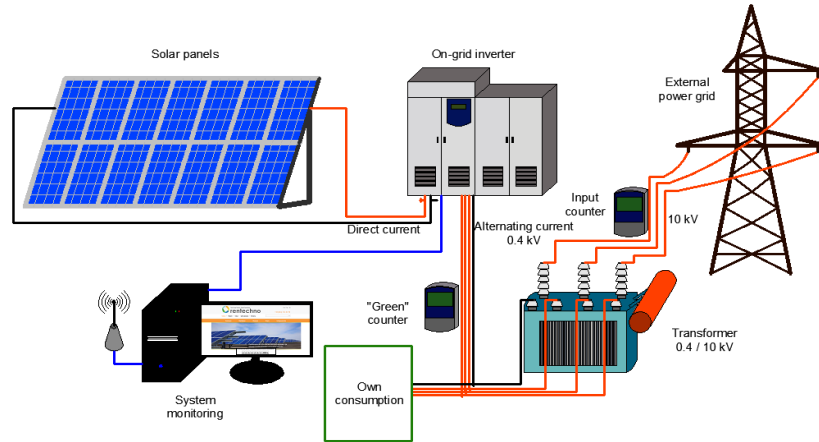 Solar panels
On-grid inverter
External
power grid
Input
counter
10 kV
Direct current
Alternating current
0.4 kV
"Green"
counter
rentechno
Transformer
0.4 / 10 kV
Own
consumption
System
monitoring